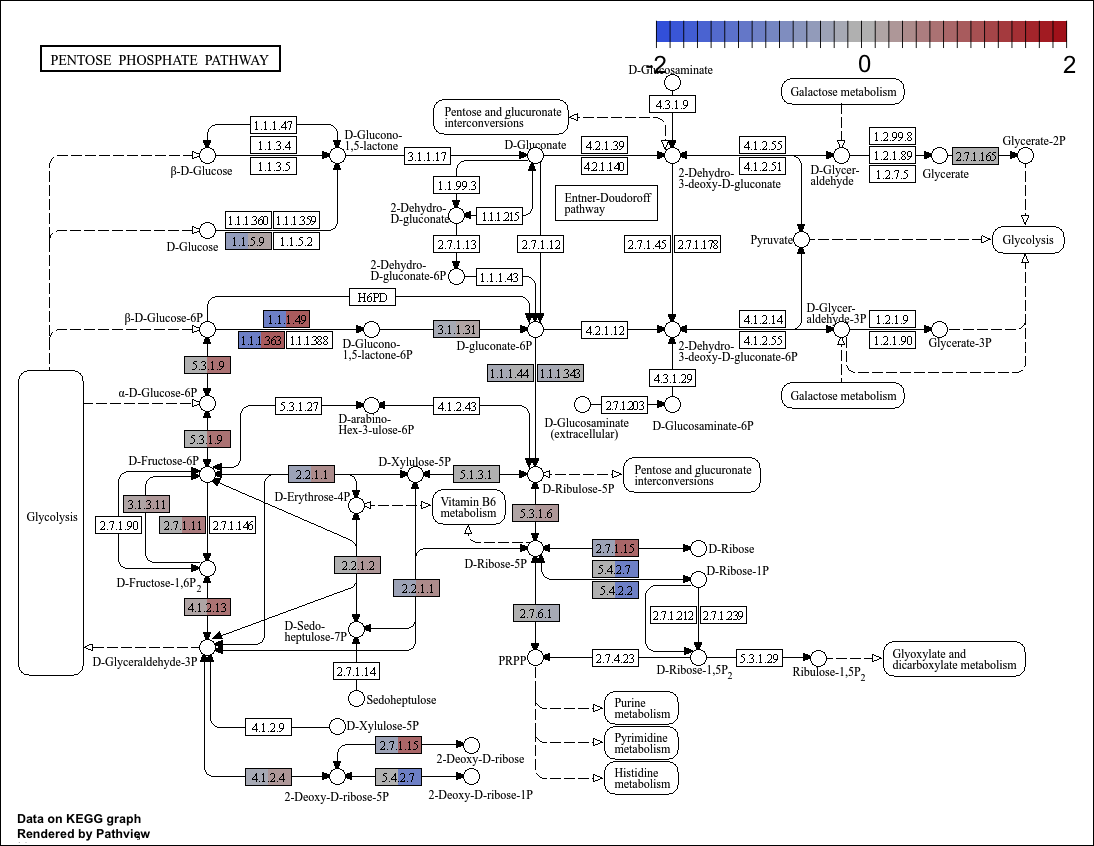 PENTOSE PHOSPHATE PATHWAY
-2
0
2
D-Glucosaminate
4.3.1.9
Galactose metabolism
Pentose and glucuronate
interconversions
1.1.1.47
1.1.3.4
1.1.3.5
D-Glucono-
1,5-lactone
β-D-Glucose
3.1.1.17
D-Gluconate
4.2.1.39
4.2.1.140
2-Dehydro-
3-deoxy-D-gluconate
4.1.2.55
4.1.2.51
D-Glycer-
aldehyde
1.2.99.8
1.2.1.89
1.2.7.5
Glycerate
2.7.1.165
Glycerate-2P
1.1.99.3
2-Dehydro-
D-gluconate
1.1.1.215
Entner-Doudoroff
pathway
1.1.1.360
1.1.1.359
1.1.5.9
1.1.5.2
D-Glucose
2.7.1.13
2.7.1.12
2.7.1.45
2.7.1.178
Pyruvate
Glycolysis
2-Dehydro-
D-gluconate-6P
1.1.1.43
H6PD
β-D-Glucose-6P
1.1.1.49
1.1.1.363
1.1.1.388
D-Glucono-
1,5-lactone-6P
3.1.1.31
D-gluconate-6P
4.2.1.12
2-Dehydro-
3-deoxy-D-gluconate-6P
4.1.2.14
4.1.2.55
D-Glycer-
aldehyde-3P
1.2.1.9
1.2.1.90
Glycerate-3P
5.3.1.9
1.1.1.44
1.1.1.343
4.3.1.29
Galactose metabolism
α-D-Glucose-6P
5.3.1.27
D-arabino-
Hex-3-ulose-6P
4.1.2.43
D-Glucosaminate
(extracellular)
2.7.1.203
D-Glucosaminate-6P
5.3.1.9
D-Fructose-6P
2.2.1.1
D-Xylulose-5P
5.1.3.1
D-Ribulose-5P
Pentose and glucuronate
interconversions
D-Erythrose-4P
Vitamin B6
metabolism
3.1.3.11
2.7.1.90
2.7.1.11
2.7.1.146
Glycolysis
5.3.1.6
D-Ribose-5P
2.7.1.15
D-Ribose
5.4.2.7
5.4.2.2
D-Ribose-1P
2.2.1.2
2.2.1.1
D-Fructose-1,6P2
4.1.2.13
2.7.6.1
2.7.1.212
2.7.1.239
D-Sedo-
heptulose-7P
D-Glyceraldehyde-3P
2.7.1.14
Sedoheptulose
PRPP
2.7.4.23
D-Ribose-1,5P2
5.3.1.29
Ribulose-1,5P2
Glyoxylate and
dicarboxylate metabolism
Purine
metabolism
Pyrimidine
metabolism
Histidine
metabolism
4.1.2.9
D-Xylulose-5P
2.7.1.15
2-Deoxy-D-ribose
4.1.2.4
2-Deoxy-D-ribose-5P
5.4.2.7
2-Deoxy-D-ribose-1P
Data on KEGG graph
Rendered by Pathview